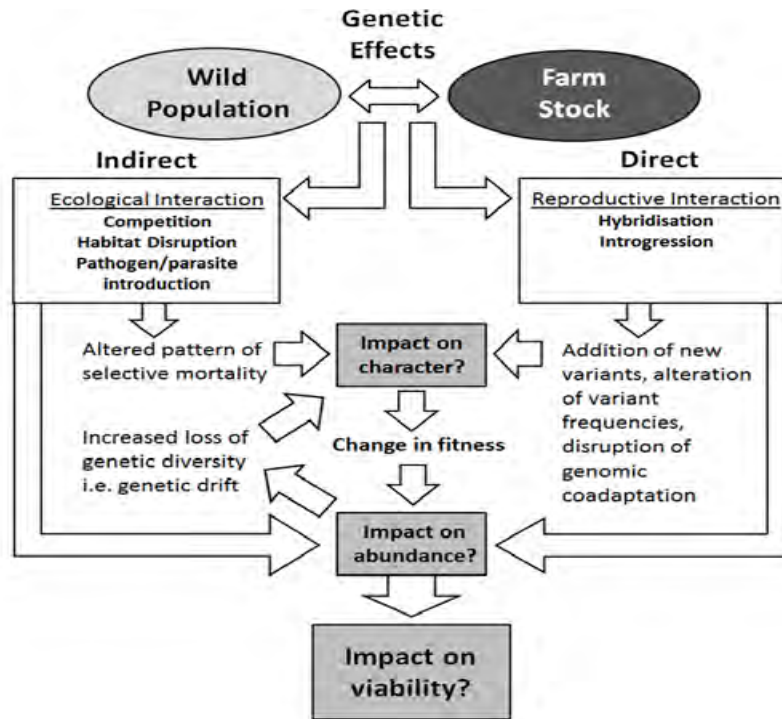 Genetic
Effects
Wild
Population
Farm
Stock
Indirect
Direct
Ecological Interaction
Competition
Habitat Disruption
Pathogen/parasite
introduction
Reproductive Interaction
Hybridisation
Introgression
Altered pattern of
selective mortality
Impact on
character?
Addition of new
variants, alteration
of variant
frequencies,
disruption of
genomic
coadaptation
Increased loss of
genetic diversity
i.e. genetic drift
Change in fitness
Impact on
abundance?
Impact on
viability?